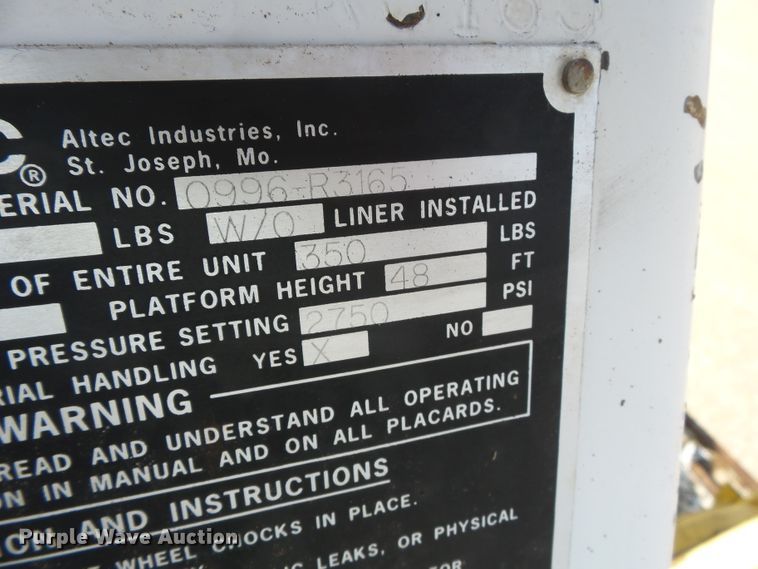 Altec Industries, Inc.
® St. Joseph, Mo.
ERIAL NO. 0996-R3165
LBS W/O LINER INSTALLED
OF ENTIRE UNIT 350 LBS
PLATFORM HEIGHT 48 FT
PRESSURE SETTING 2750 PSI
RIAL HANDLING YES X NO
WARNING
READ AND UNDERSTAND ALL OPERATING
ON IN MANUAL AND ON ALL PLACARDS.
ION AND INSTRUCTIONS
WHEEL CHOCKS IN PLACE.
LEAKS, OR PHYSICAL
Purple Wave Auction